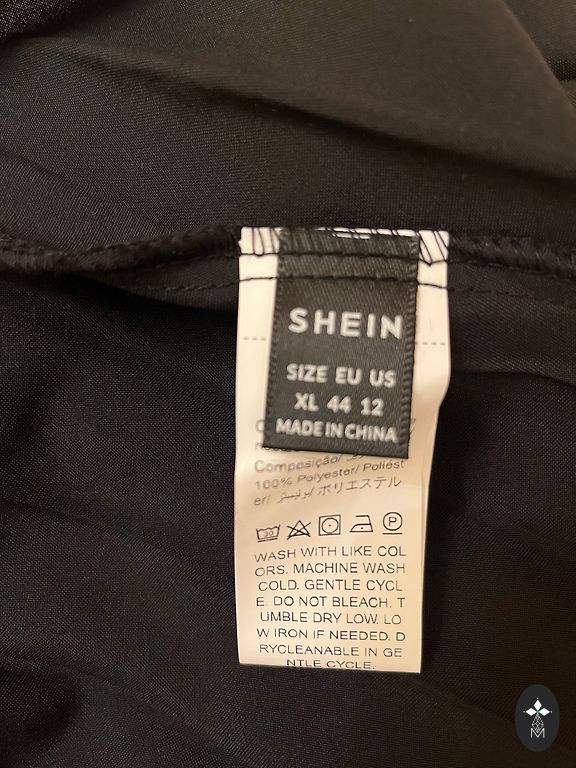 SHEIN
SIZE EU US
XL 44 12
MADE IN CHINA
Composição/
100% Polyester/ Poliést
er/ بوليستر/ ポリエステル
30
P
WASH WITH LIKE COL
ORS. MACHINE WASH
COLD. GENTLE CYCL
E. DO NOT BLEACH. T
UMBLE DRY LOW. LO
W IRON IF NEEDED. D
RYCLEANABLE IN GE
NTLE CYCLE.
M